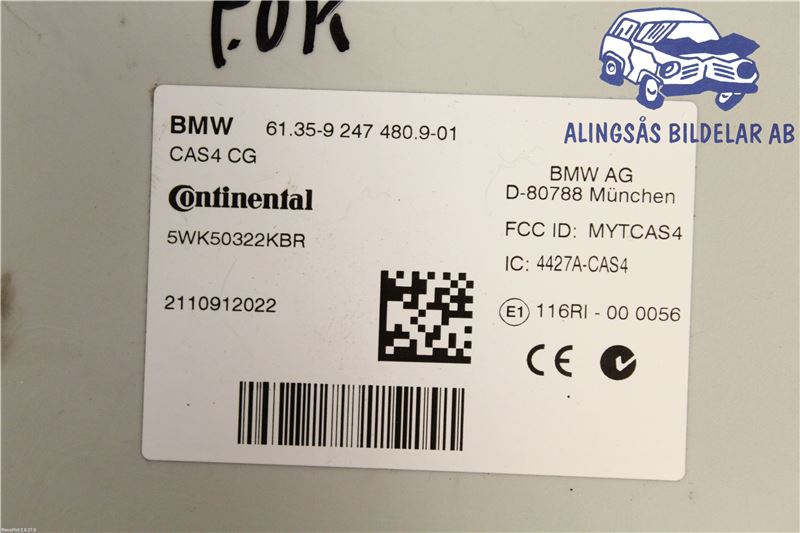 F.OK
ALINGSÅS BILDELAR AB
BMW 61.35-9 247 480.9-01
CAS4 CG
Continental
5WK50322KBR
2110912022
BMW AG
D-80788 München
FCC ID: MYTCAS4
IC: 4427A-CAS4
E1 116RI - 00 0056
CE